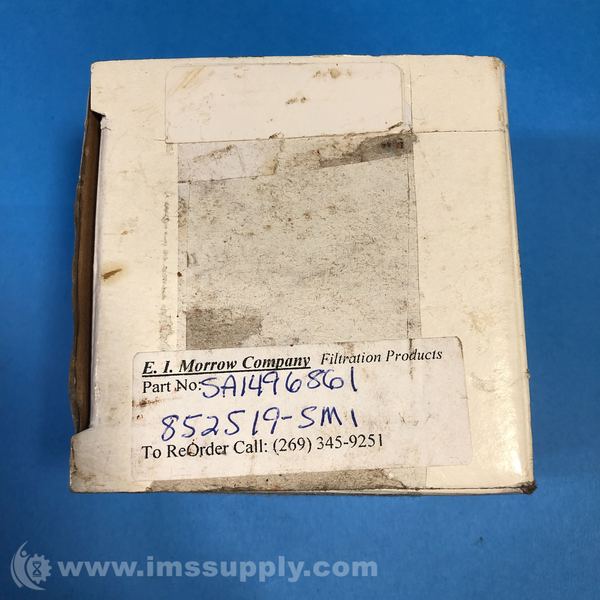 E. I. Morrow Company Filtration Products
Part No: SA1496861
852519-SM1
To ReOrder Call: (269) 345-9251
www.imssupply.com